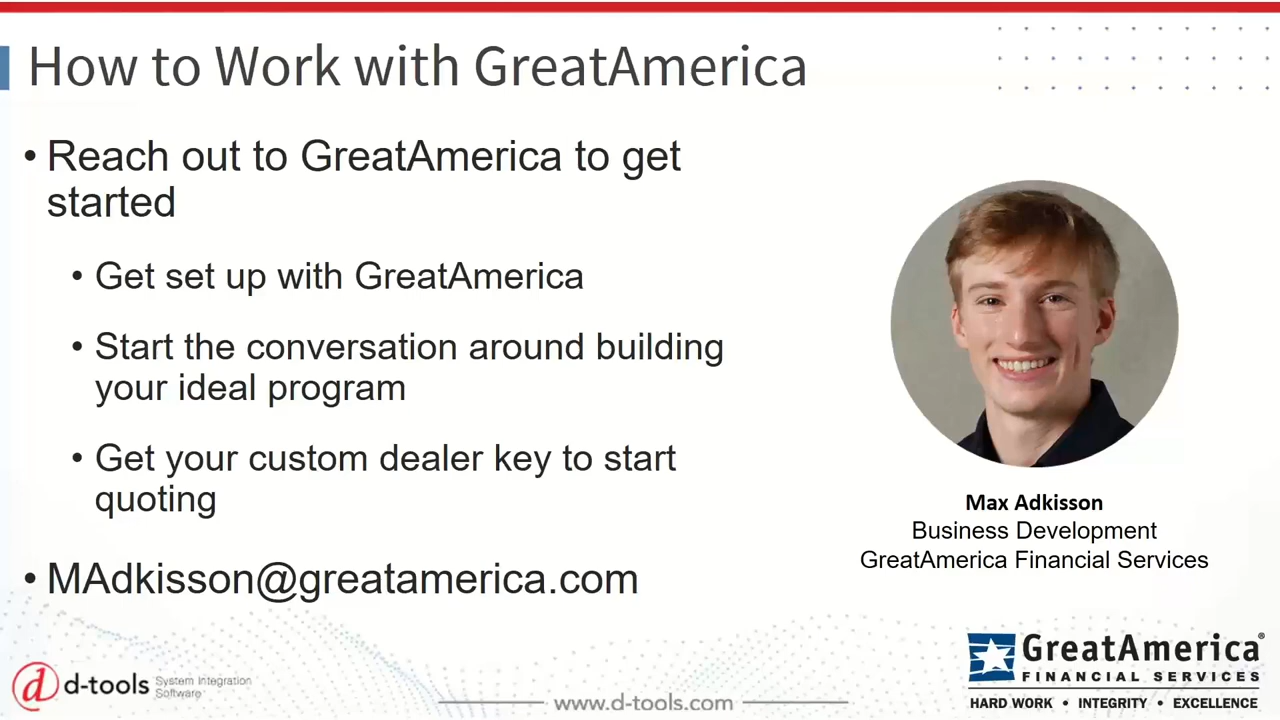 How to Work with GreatAmerica
• Reach out to GreatAmerica to get
started
• Get set up with GreatAmerica
• Start the conversation around building
your ideal program
• Get your custom dealer key to start
quoting
• MAdkisson@greatamerica.com
Max Adkisson
Business Development
GreatAmerica Financial Services
d d-tools System Integration
Software
www.d-tools.com
GreatAmerica®
FINANCIAL SERVICES
HARD WORK • INTEGRITY • EXCELLENCE